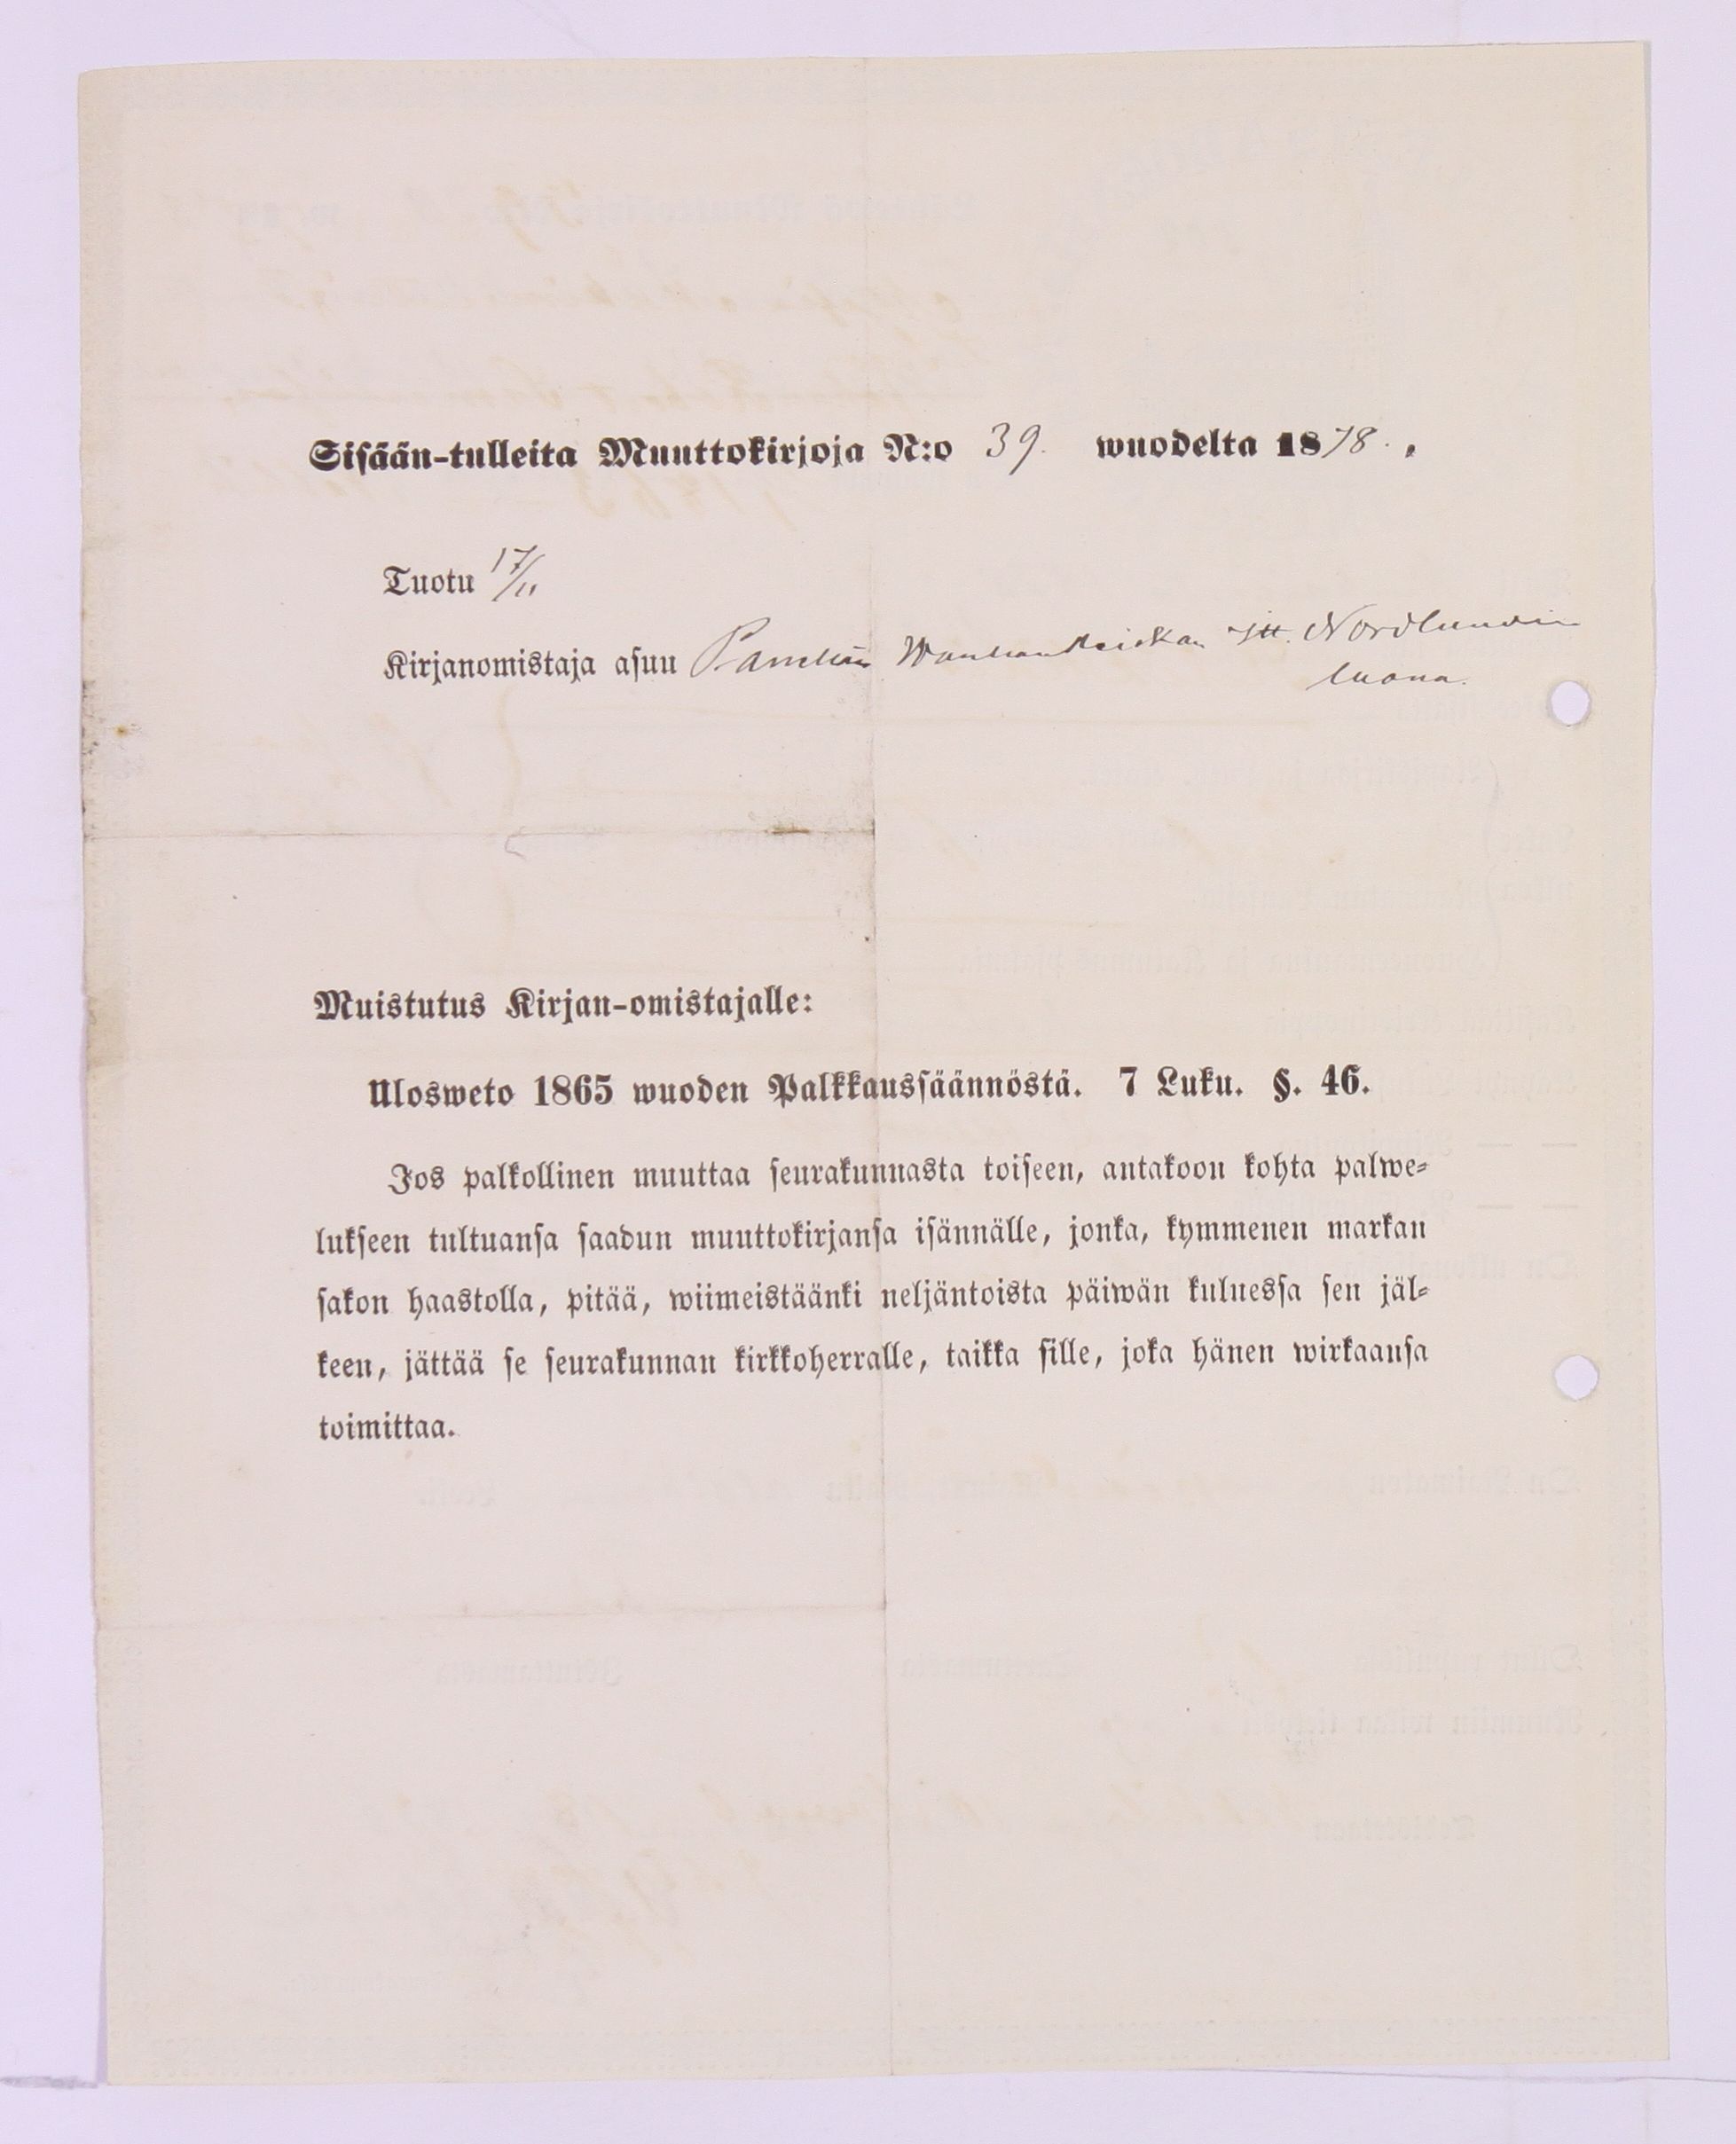 Sisään-tulleita Muuttokirjoja N:o 39. wuodelta 1878.
Tuotu 17/11
Kirjanomistaja asuu Nordlundin
luona.
Muistutus Kirjan-omistajalle:
Ulosweto 1865 wuoden Palkkaussäännöstä. 7 Luku. §. 46.
Jos palkollinen muuttaa seurakunnasta toiseen, antakoon kohta palwe-
lukseen tultuansa saadun muuttokirjansa isännälle, jonka, kymmenen markan
sakon haastolla, pitää, wiimeistäänki neljäntoista päiwän kuluessa sen jäl-
keen, jättää se seurakunnan kirkkoherralle, taikka sille, joka hänen wirkaansa
toimittaa.